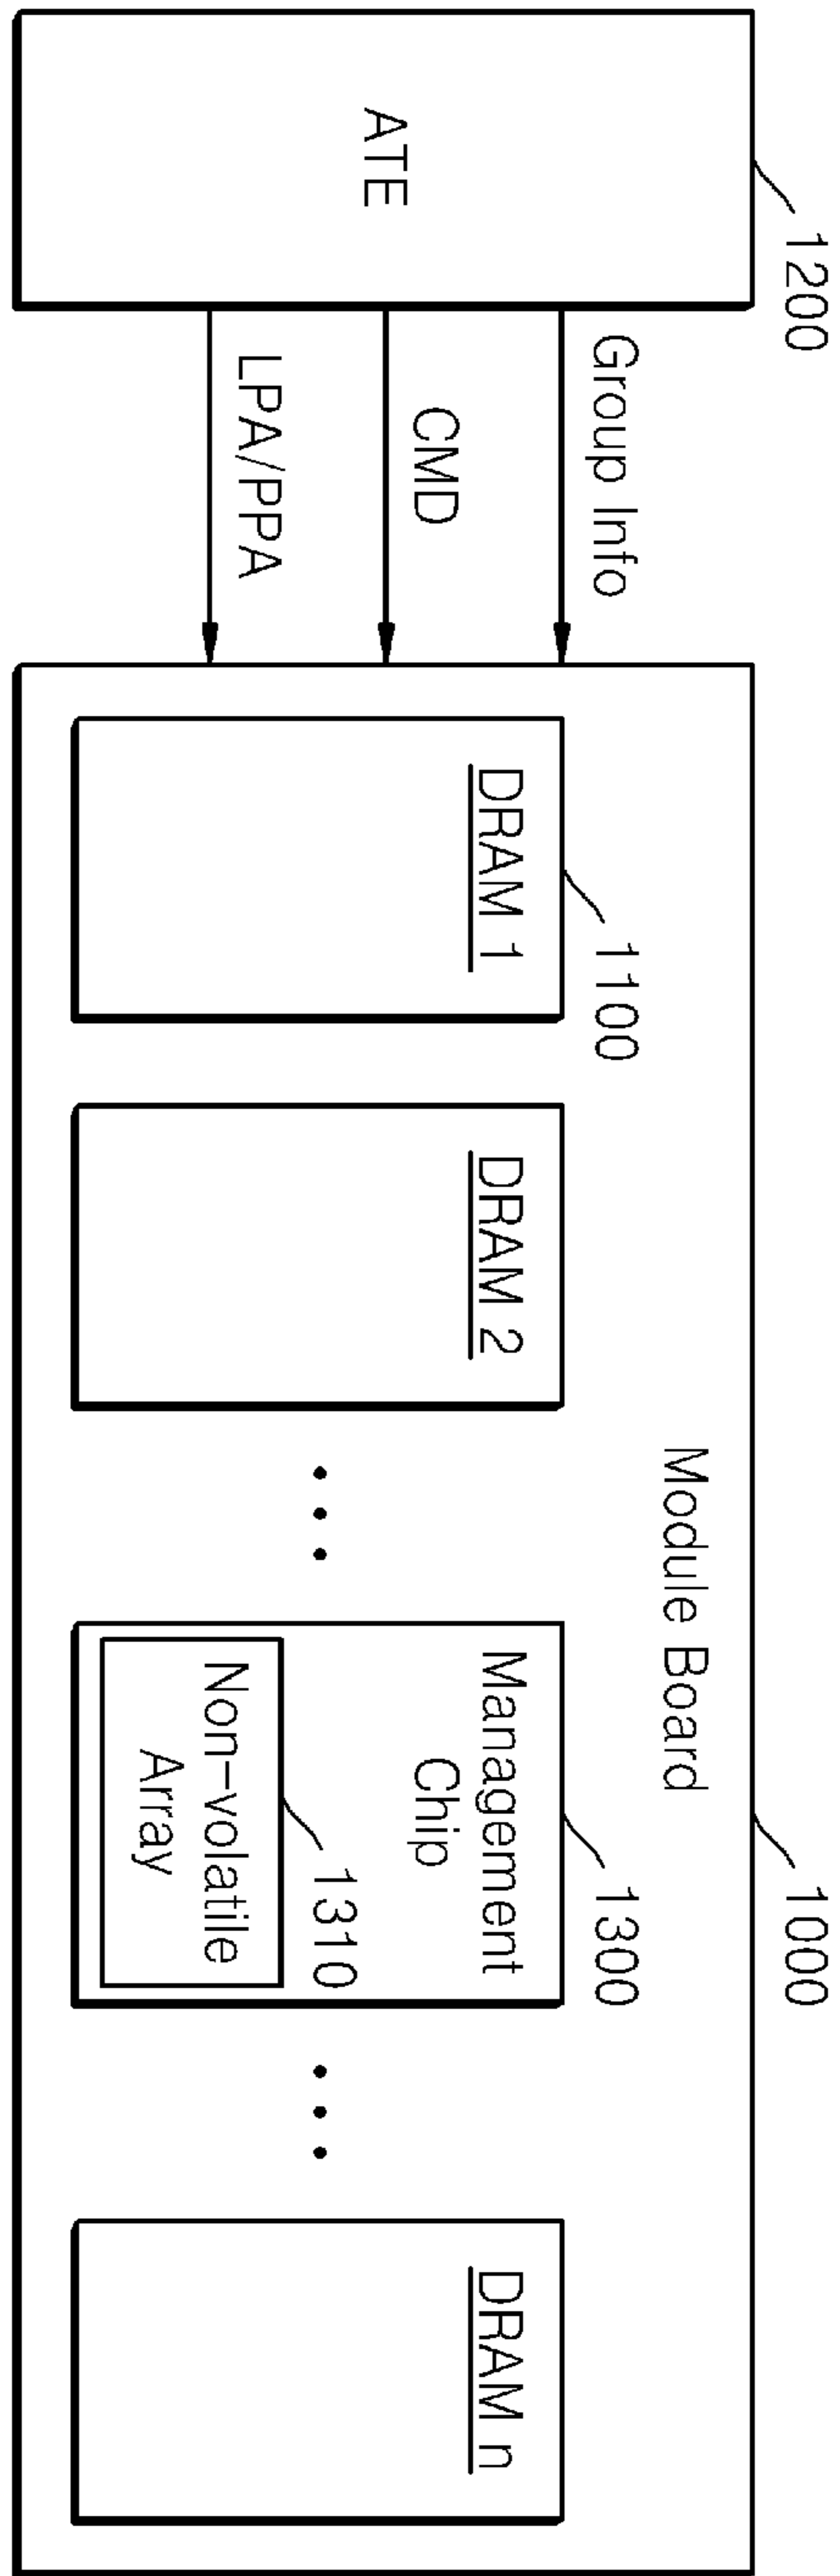 1200
1000
ATE
Group Info
CMD
LPA/PPA
Module Board
1100
DRAM 1
DRAM 2
1300
Management
Chip
1310
Non-volatile
Array
DRAM n